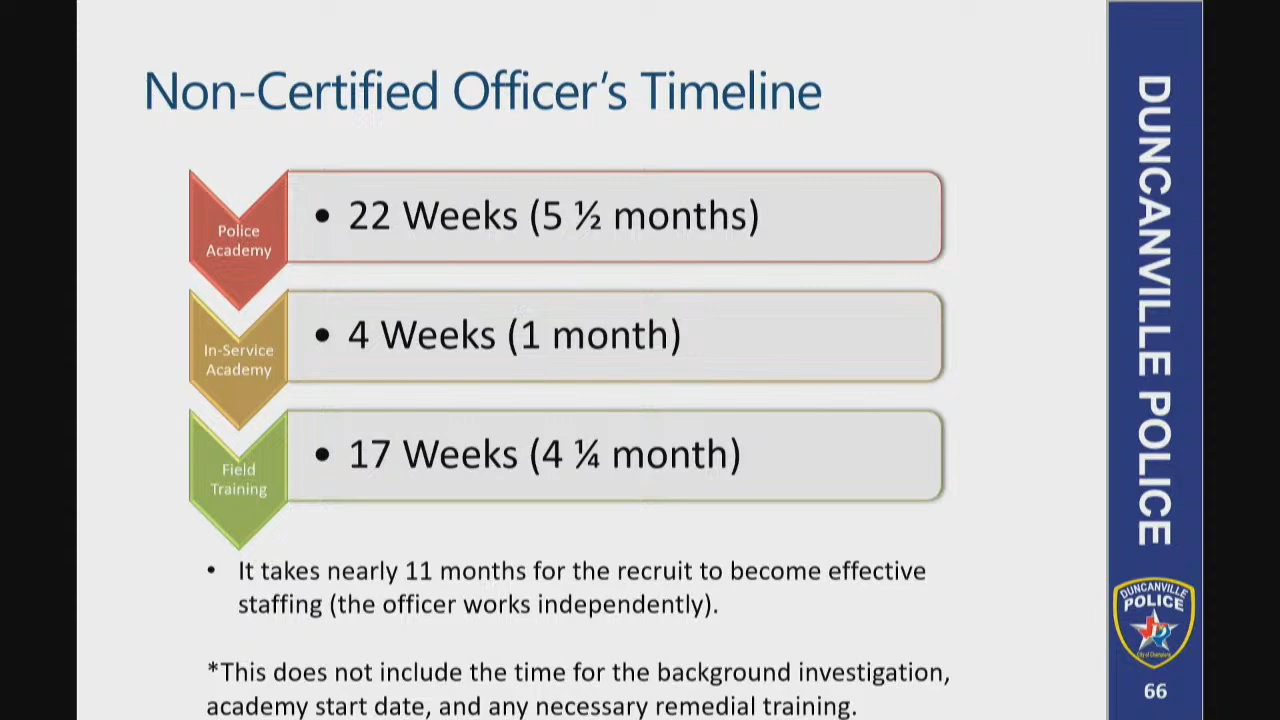 Non-Certified Officer's Timeline
Police
Academy
• 22 Weeks (5 ½ months)
In-Service
Academy
• 4 Weeks (1 month)
Field
Training
• 17 Weeks (4 ¼ month)
• It takes nearly 11 months for the recruit to become effective
staffing (the officer works independently).
*This does not include the time for the background investigation,
academy start date, and any necessary remedial training.
DUNCANVILLE POLICE
DUNCANVILLE
POLICE
City of Champions
66